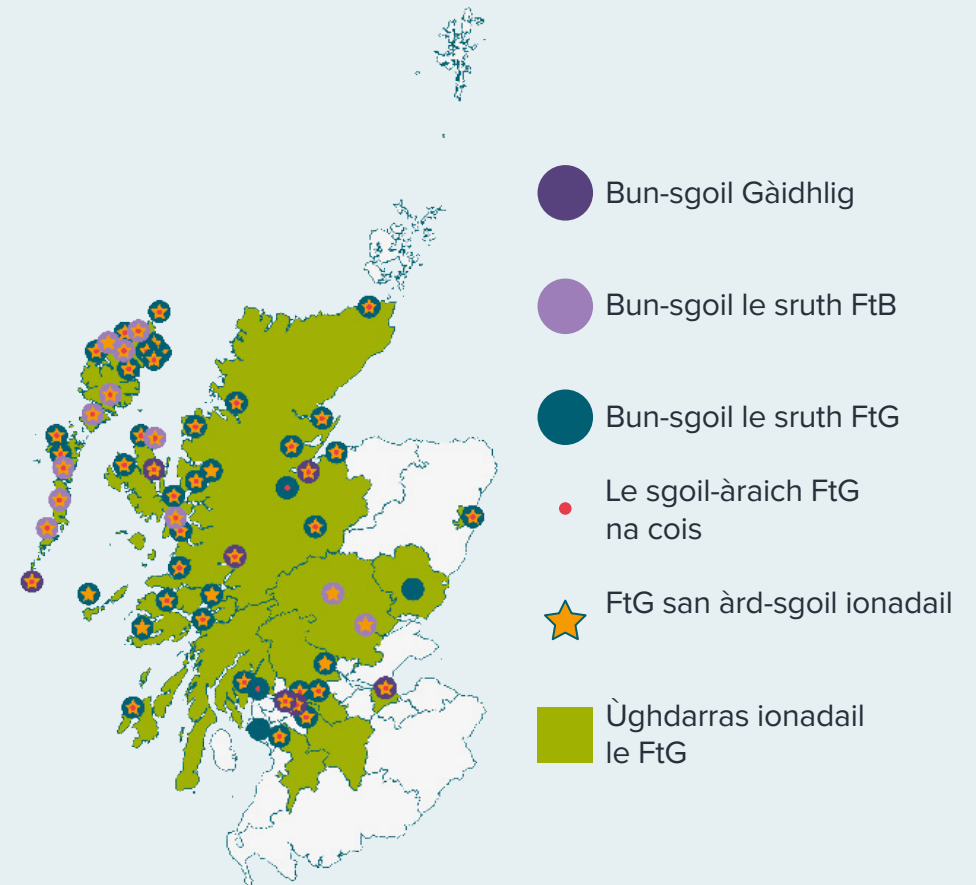 Bun-sgoil Gàidhlig
Bun-sgoil le sruth FtB
Bun-sgoil le sruth FtG
Le sgoil-àraich FtG
na cois
FtG san àrd-sgoil ionadail
Ùghdarras ionadail
le FtG